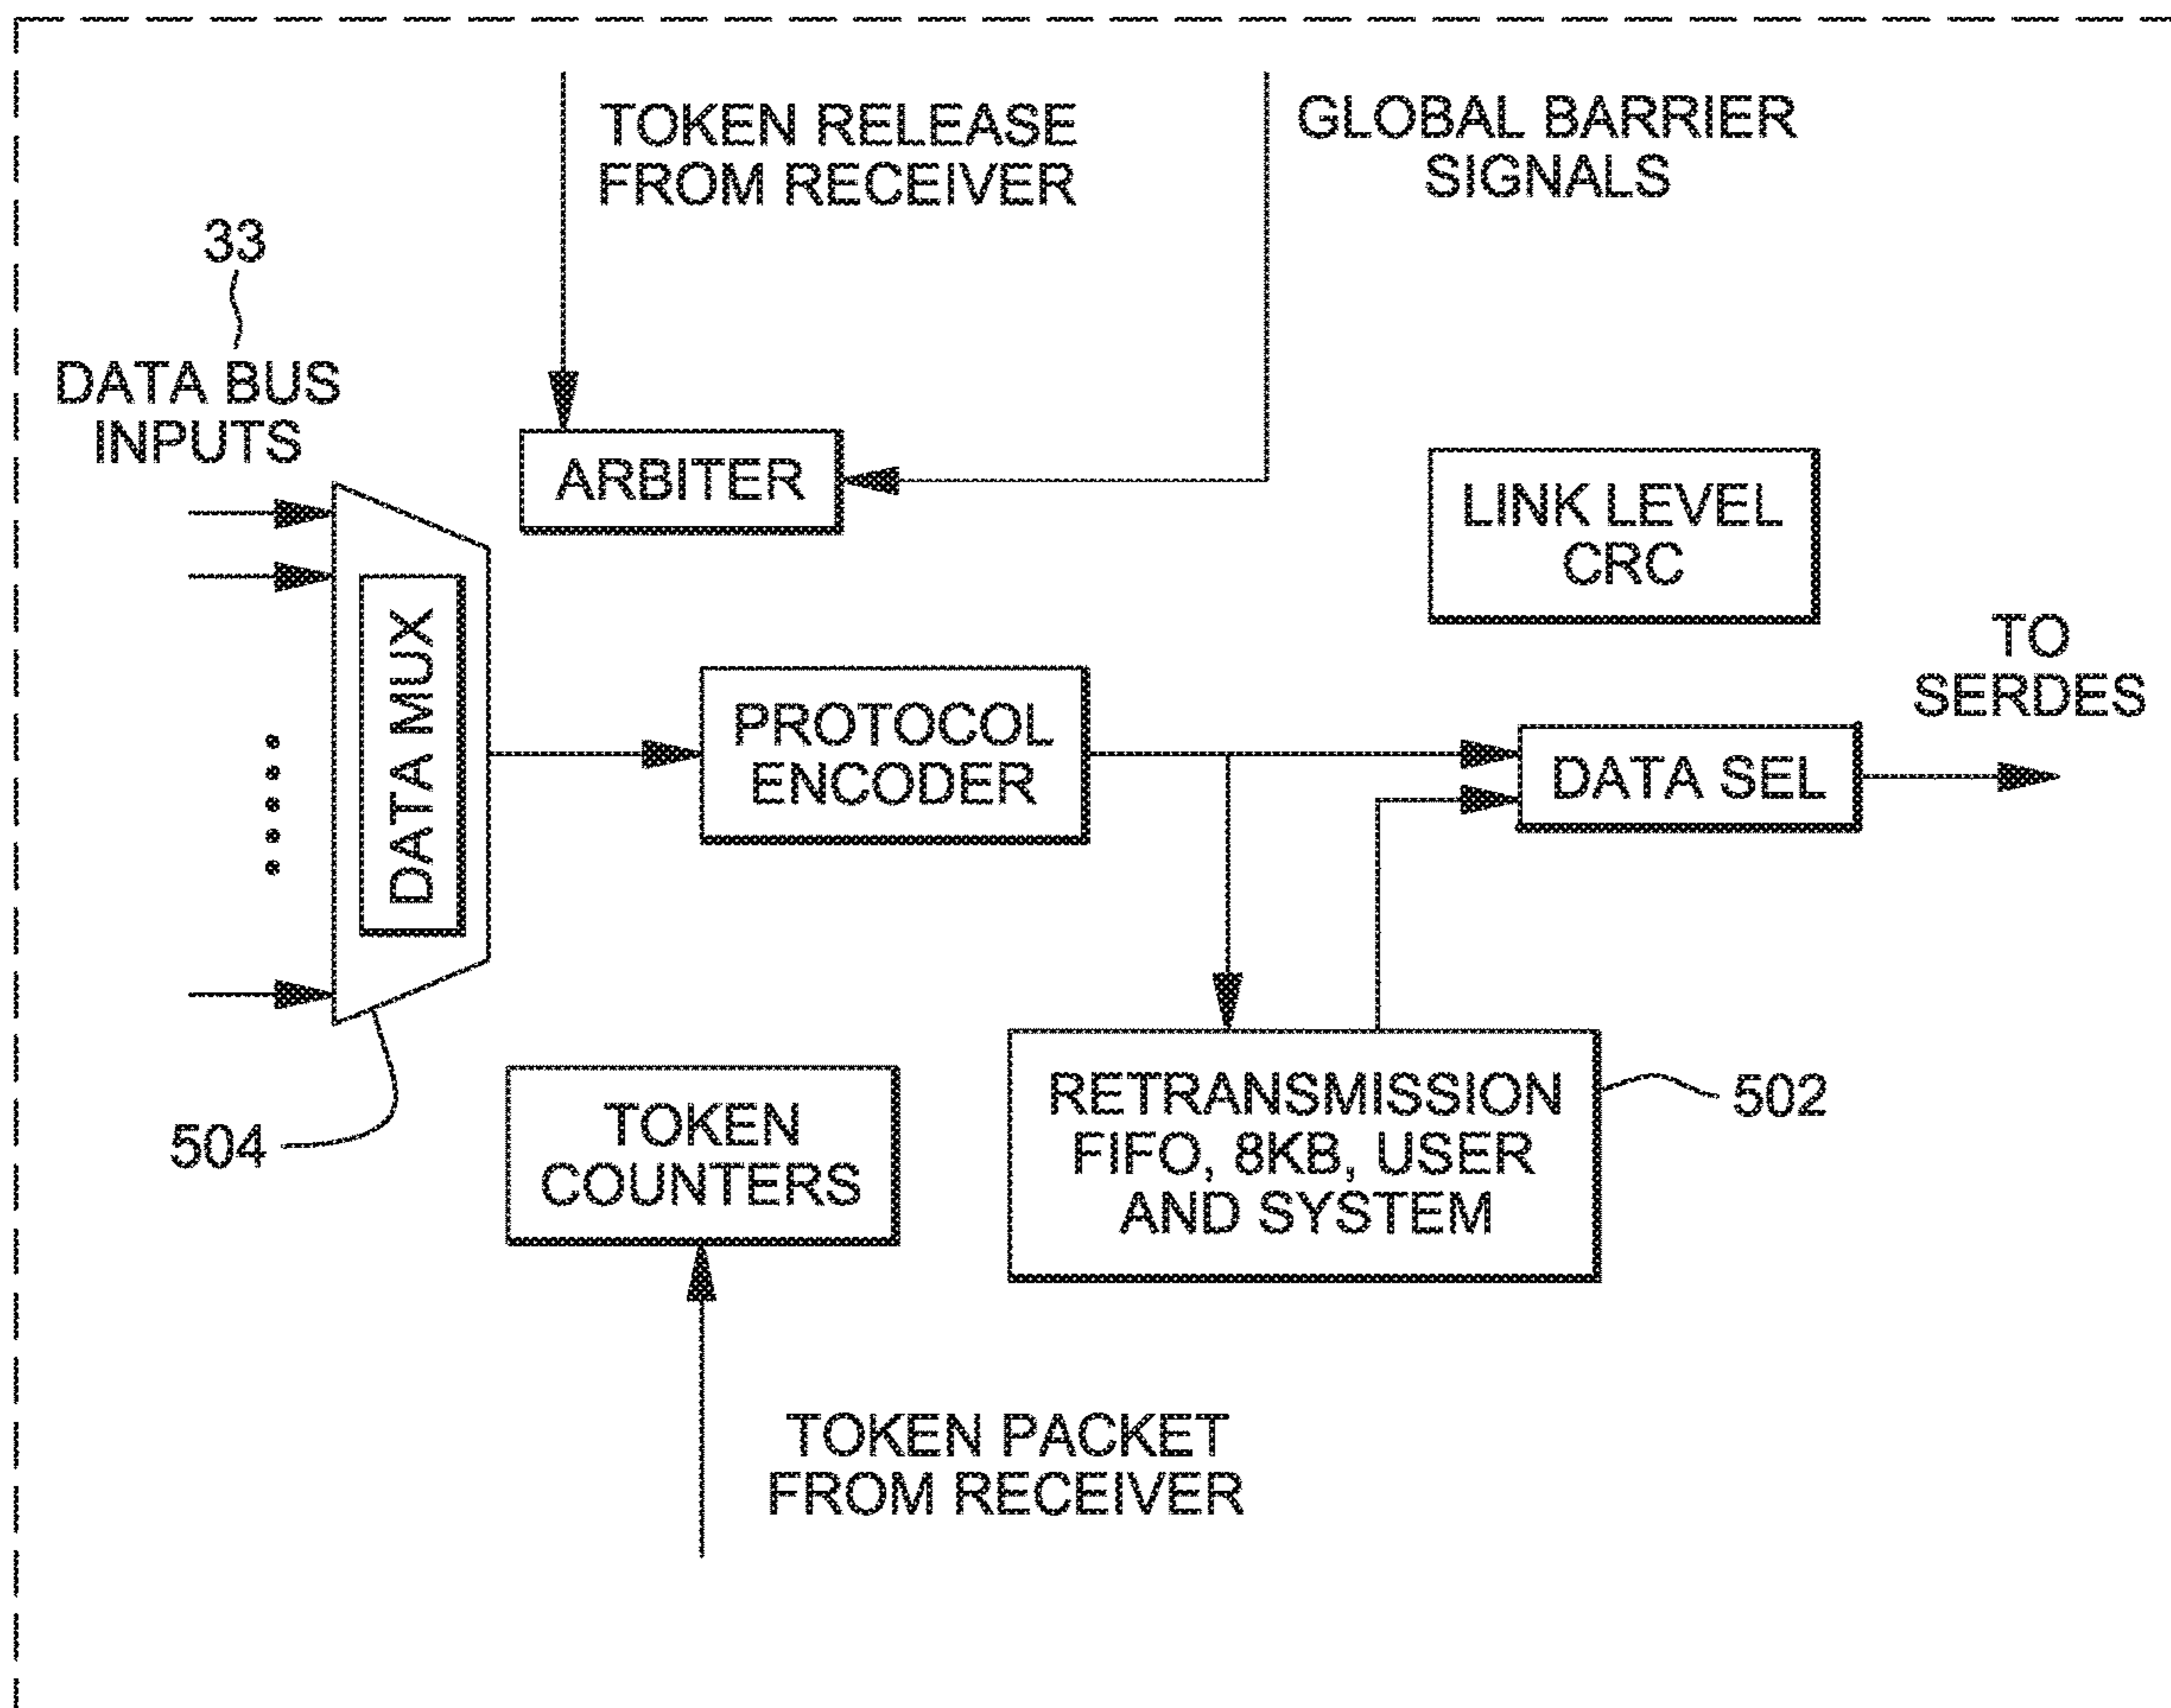 TOKEN RELEASE
FROM RECEIVER
GLOBAL BARRIER
SIGNALS
33
DATA BUS
INPUTS
ARBITER
LINK LEVEL
CRC
DATA MUX
PROTOCOL
ENCODER
TO
SERDES
DATA SEL
504
TOKEN
COUNTERS
RETRANSMISSION
FIFO, 8KB, USER
AND SYSTEM
502
TOKEN PACKET
FROM RECEIVER